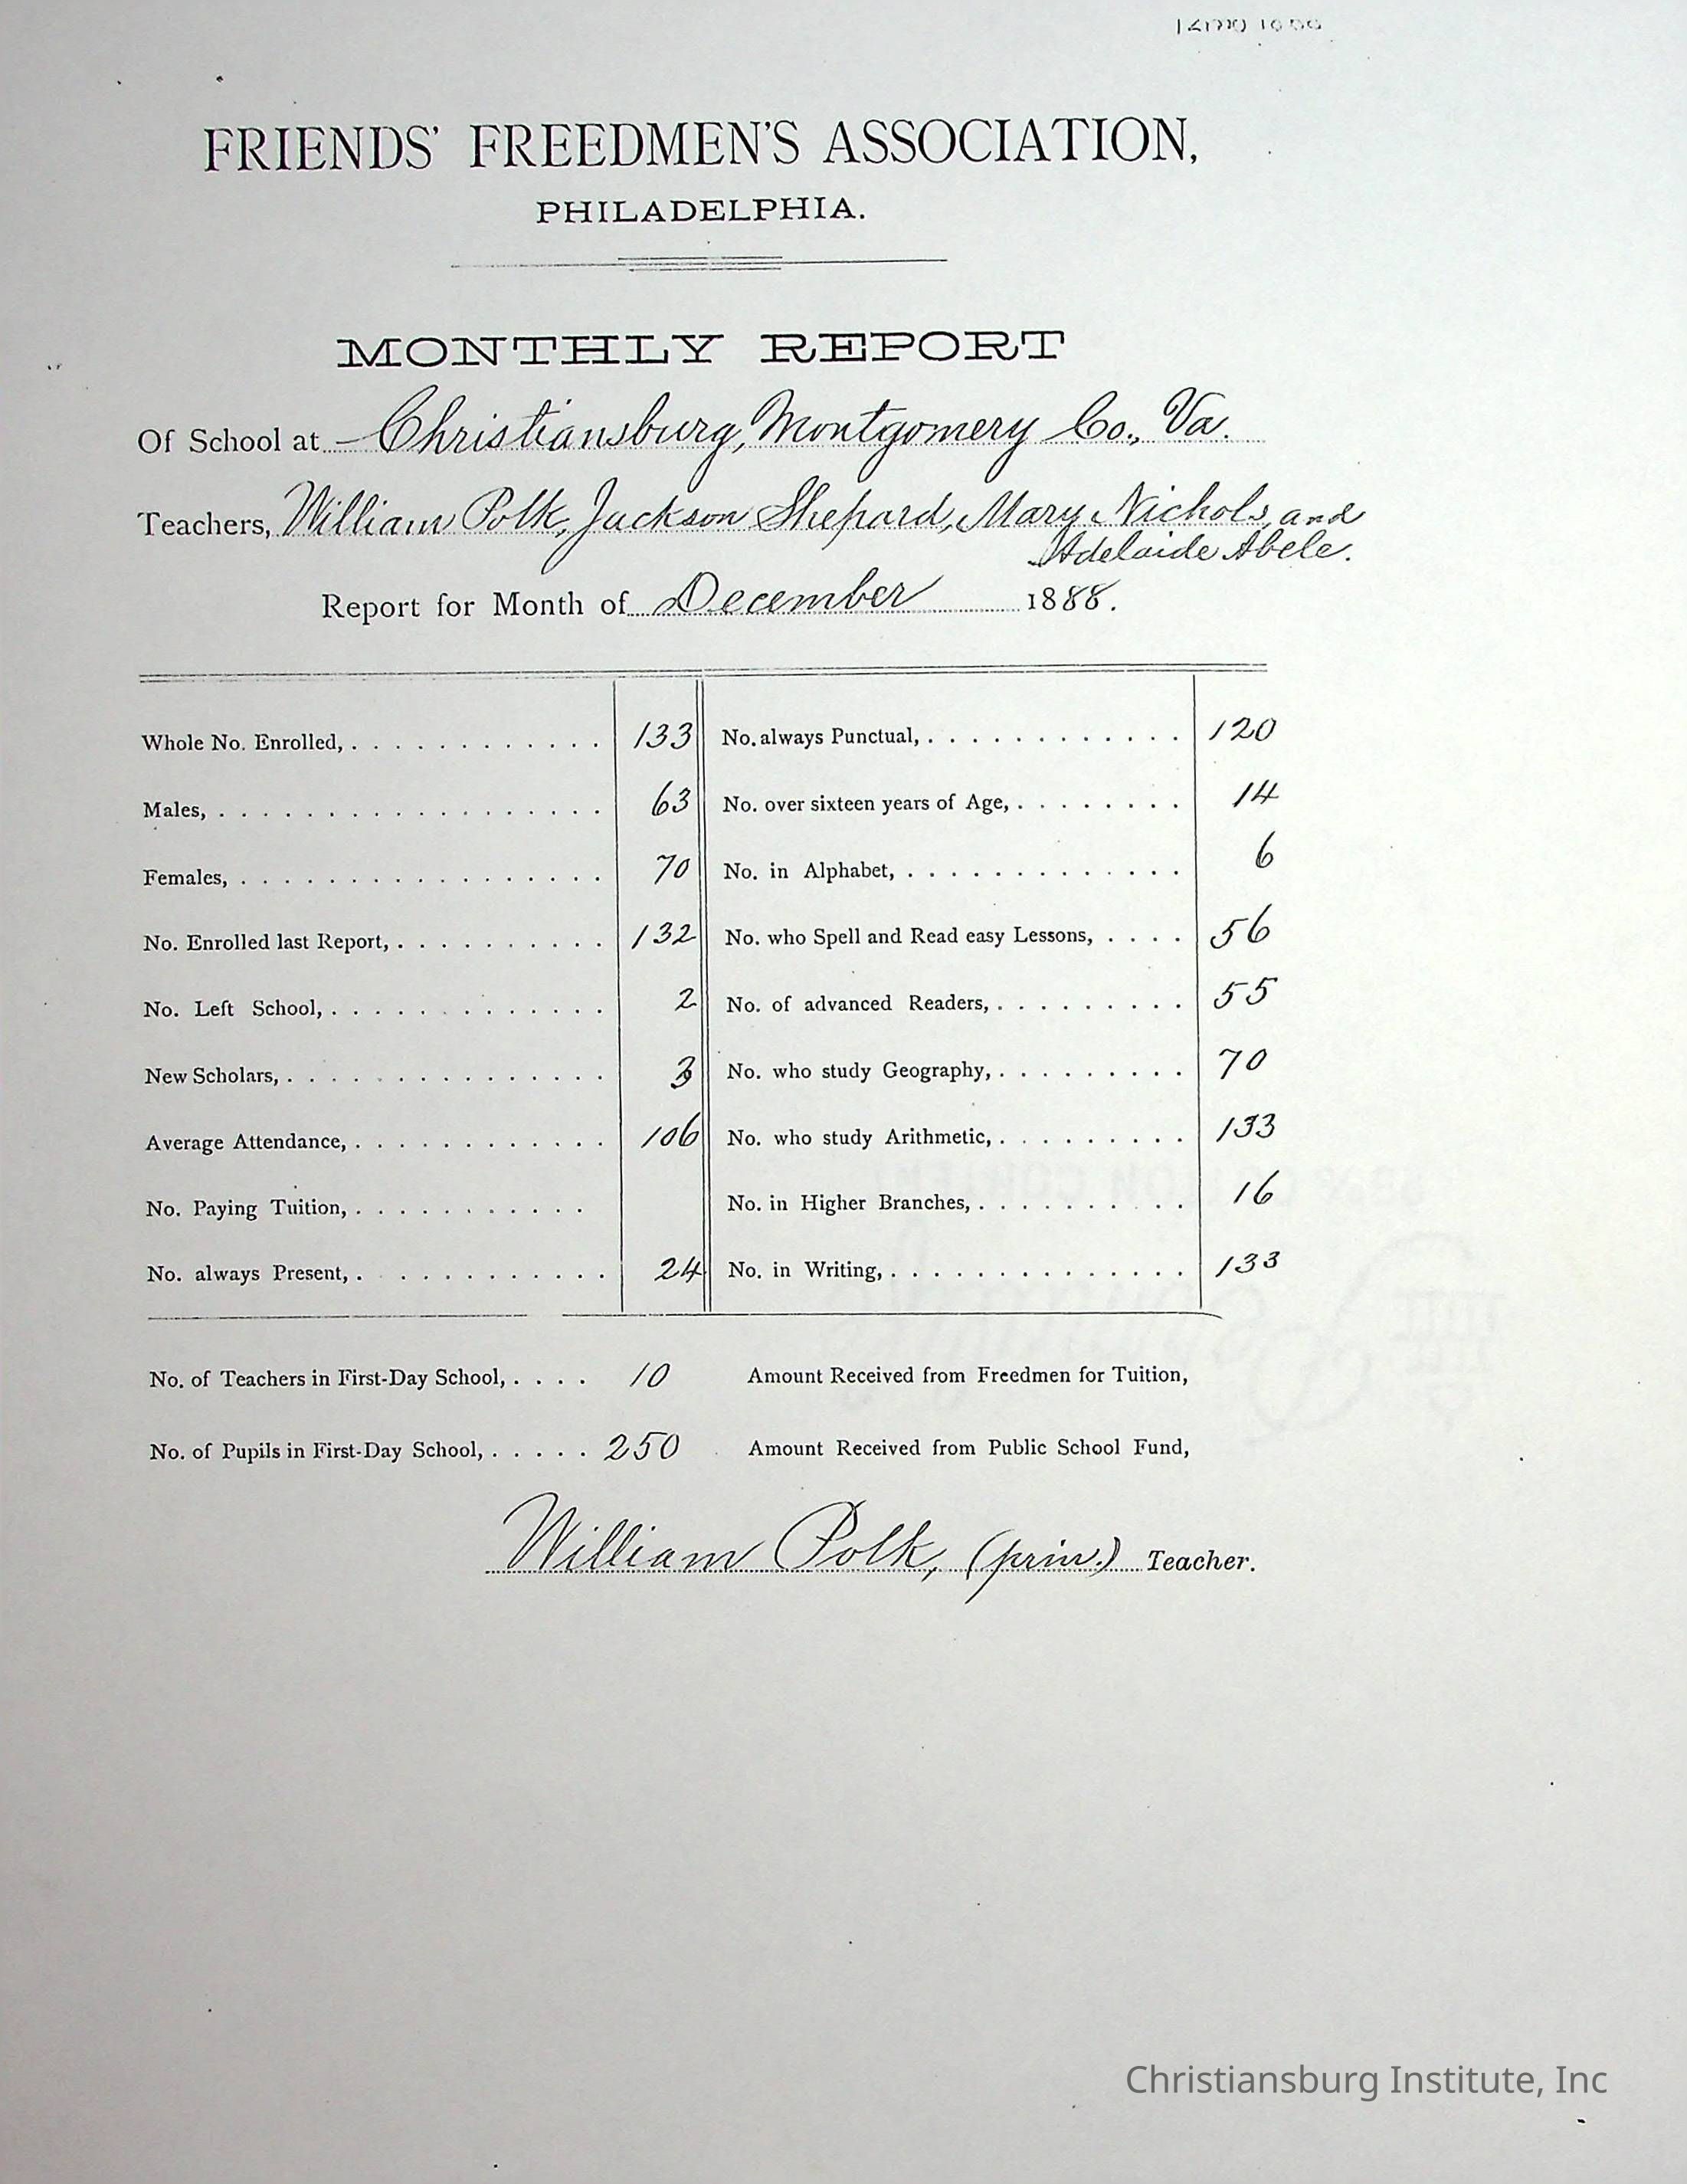 FRIENDS' FREEDMEN'S ASSOCIATION,
PHILADELPHIA.
MONTHLY REPORT
Of School at Christiansburg, Montgomery Co., Va.
Teachers, William Polk, Jackson Shepard, Mary Nichols, and
Adelaide Abele.
Report for Month of December 1888.
Whole No. Enrolled, 133
Males, 63
Females, 70
No. Enrolled last Report, 132
No. Left School, 2
New Scholars, 3
Average Attendance, 106
No. Paying Tuition,
No. always Present, 24
No. always Punctual, 120
No. over sixteen years of Age, 14
No. in Alphabet, 6
No. who Spell and Read easy Lessons, 56
No. of advanced Readers, 55
No. who study Geography, 70
No. who study Arithmetic, 133
No. in Higher Branches, 16
No. in Writing, 133
No. of Teachers in First-Day School, 10
Amount Received from Freedmen for Tuition,
No. of Pupils in First-Day School, 250
Amount Received from Public School Fund,
William Polk, (prin.) Teacher.
Christiansburg Institute, Inc